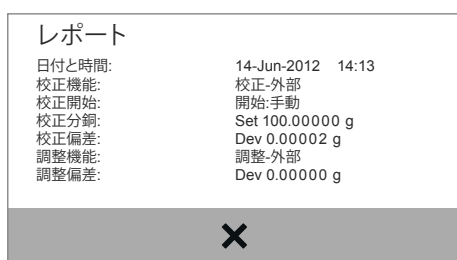 レポート
日付と時間: 14-Jun-2012 14:13
校正機能: 校正-外部
校正開始: 開始:手動
校正分銅: Set 100.00000 g
校正偏差: Dev 0.00002 g
調整機能: 調整-外部
調整偏差: Dev 0.00000 g